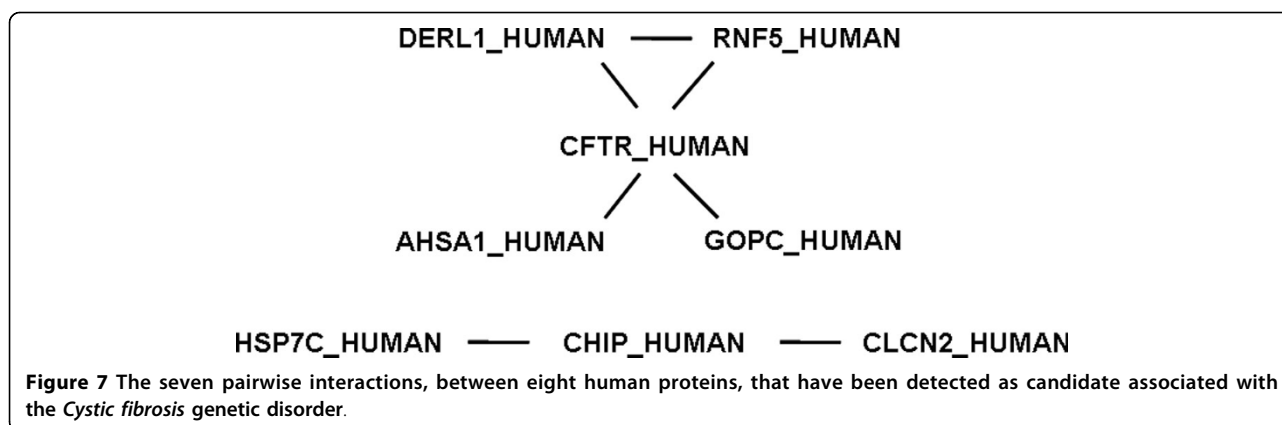 DERL1_HUMAN RNF5_HUMAN
CFTR_HUMAN
AHSA1_HUMAN GOPC_HUMAN
HSP7C_HUMAN CHIP_HUMAN CLCN2_HUMAN
Figure 7 The seven pairwise interactions, between eight human proteins, that have been detected as candidate associated with
the Cystic fibrosis genetic disorder.